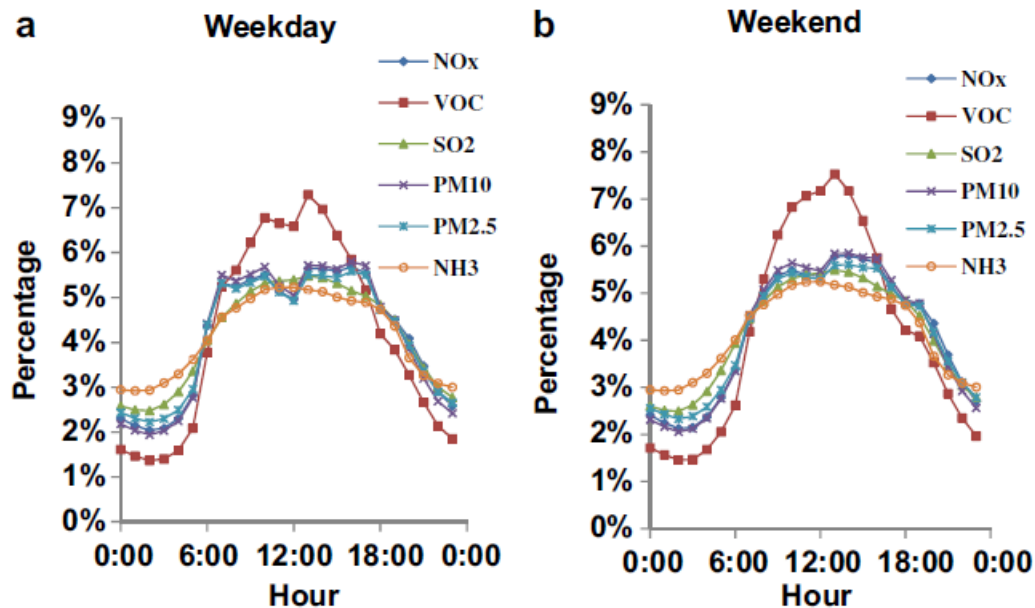 a
Weekday
NOx
VOC
SO2
PM10
PM2.5
NH3
9%
8%
7%
6%
5%
4%
3%
2%
1%
0%
Percentage
0:00 6:00 12:00 18:00 0:00
Hour
b
Weekend
NOx
VOC
SO2
PM10
PM2.5
NH3
9%
8%
7%
6%
5%
4%
3%
2%
1%
0%
Percentage
0:00 6:00 12:00 18:00 0:00
Hour